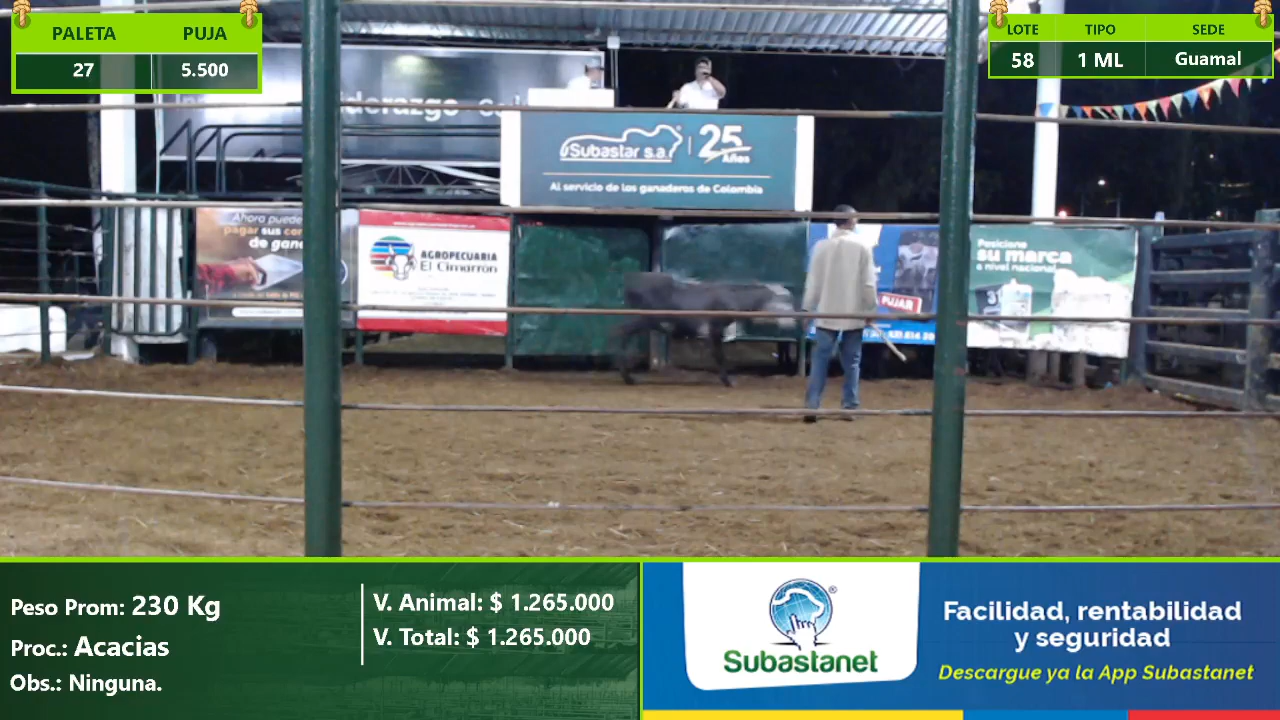 PALETA PUJA
27 5.500
LOTE TIPO SEDE
58 1 ML Guamal
Subastar s.a. 25 Años
Al servicio de los ganaderos de Colombia
Ahora puede
pagar sus
de
AGROPECUARIA
El Cimarrón
PUJAR
Posicione
su marca
a nivel nacional
Peso Prom: 230 Kg
Proc.: Acacias
Obs.: Ninguna.
V. Animal: $ 1.265.000
V. Total: $ 1.265.000
Subastanet
Facilidad, rentabilidad
y seguridad
Descargue ya la App Subastanet